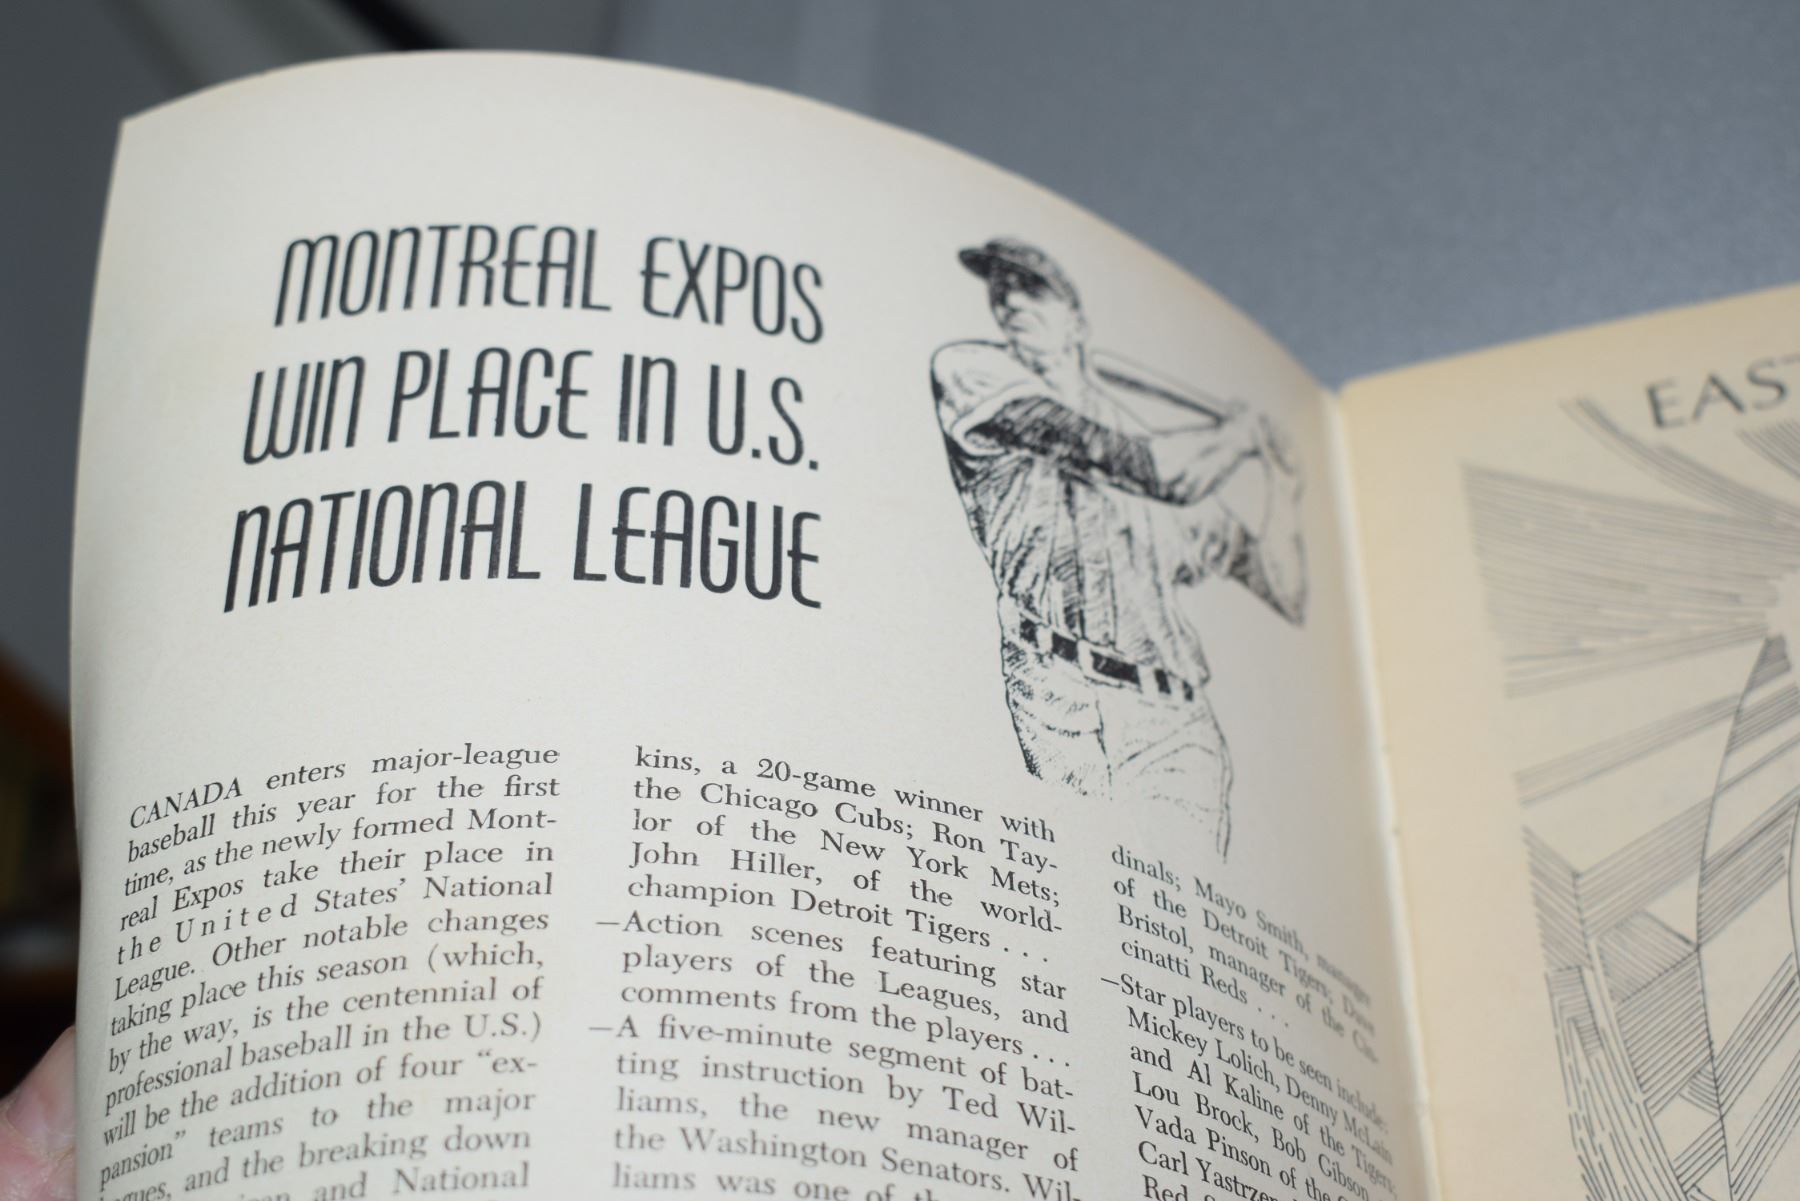 MONTREAL EXPOS
WIN PLACE IN U.S.
NATIONAL LEAGUE
CANADA enters major-league
baseball this year for the first
time, as the newly formed Mont-
real Expos take their place in
the United States' National
League. Other notable changes
taking place this season (which,
by the way, is the centennial of
professional baseball in the U.S.)
will be the addition of four "ex-
pansion" teams to the major
and the breaking down
and National
kins, a 20-game winner with
the Chicago Cubs; Ron Tay-
lor of the New York Mets;
John Hiller, of the world-
champion Detroit Tigers . . .
—Action scenes featuring star
players of the Leagues, and
comments from the players . . .
—A five-minute segment of bat-
ting instruction by Ted Wil-
liams, the new manager of
the Washington Senators. Wil-
liams was one of
dinals; Mayo Smith, manager
of the Detroit Tigers; Dave
Bristol, manager of the Cin-
cinatti Reds . . .
—Star players to be seen include:
Mickey Lolich, Denny McLain
and Al Kaline of the Tigers;
Lou Brock, Bob Gibson,
Vada Pinson of the
Carl
Red
EAST